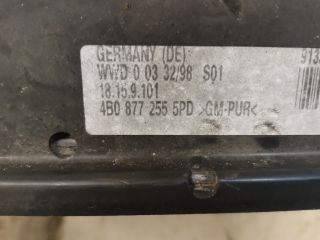 GERMANY (DE)
WWD 0 03 32/98 S01
18.15.9.101
4B0 877 255 5PD >GM-PUR<